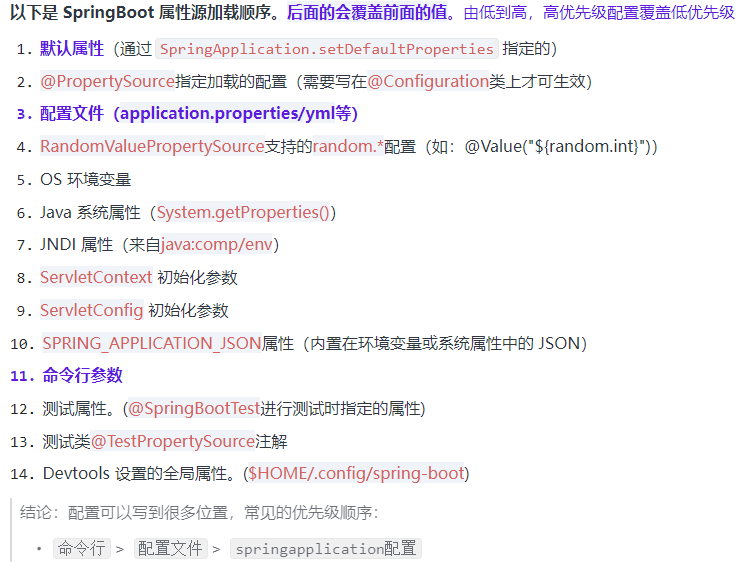 以下是 SpringBoot 属性源加载顺序。后面的会覆盖前面的值。由低到高，高优先级配置覆盖低优先级
1. 默认属性（通过 SpringApplication.setDefaultProperties 指定的）
2. @PropertySource指定加载的配置（需要写在@Configuration类上才可生效）
3. 配置文件（application.properties/yml等）
4. RandomValuePropertySource支持的random.*配置（如：@Value("${random.int}")）
5. OS 环境变量
6. Java 系统属性（System.getProperties()）
7. JNDI 属性（来自java:comp/env）
8. ServletContext 初始化参数
9. ServletConfig 初始化参数
10. SPRING_APPLICATION_JSON属性（内置在环境变量或系统属性中的 JSON）
11. 命令行参数
12. 测试属性。(@SpringBootTest进行测试时指定的属性)
13. 测试类@TestPropertySource注解
14. Devtools 设置的全局属性。($HOME/.config/spring-boot)
结论：配置可以写到很多位置，常见的优先级顺序：
• 命令行 > 配置文件 > springapplication配置